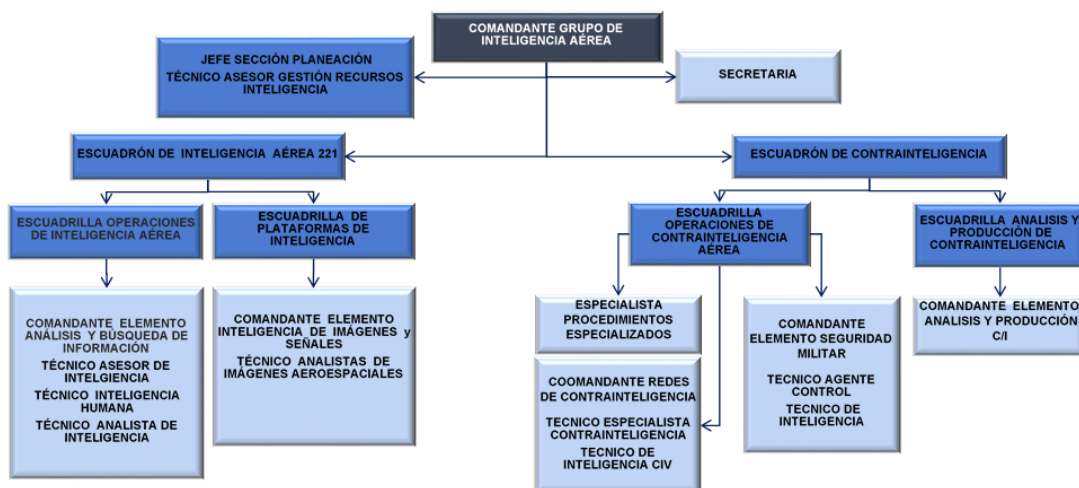 COMANDANTE GRUPO DE
INTELIGENCIA AÉREA
JEFE SECCIÓN PLANEACIÓN
TÉCNICO ASESOR GESTIÓN RECURSOS
INTELIGENCIA
SECRETARIA
ESCUADRÓN DE INTELIGENCIA AÉREA 221
ESCUADRÓN DE CONTRAINTELIGENCIA
ESCUADRILLA OPERACIONES
DE INTELIGENCIA AÉREA
ESCUADRILLA DE
PLATAFORMAS DE
INTELIGENCIA
ESCUADRILLA
OPERACIONES DE
CONTRAINTELIGENCIA
AÉREA
ESCUADRILLA ANALISIS Y
PRODUCCIÓN DE
CONTRAINTELIGENCIA
COMANDANTE ELEMENTO
ANÁLISIS Y BÚSQUEDA DE
INFORMACIÓN
TÉCNICO ASESOR DE
INTELGIENCIA
TÉCNICO INTELIGENCIA
HUMANA
TÉCNICO ANALISTA DE
INTELIGENCIA
COMANDANTE ELEMENTO
INTELIGENCIA DE IMÁGENES y
SEÑALES
TÉCNICO ANALISTAS DE
IMÁGENES AEROESPACIALES
ESPECIALISTA
PROCEDIMIENTOS
ESPECIALIZADOS
COOMANDANTE REDES
DE CONTRAINTELIGENCIA
TECNICO ESPECIALISTA
CONTRAINTELIGENCIA
TECNICO DE
INTELIGENCIA CIV
COMANDANTE
ELEMENTO SEGURIDAD
MILITAR
TECNICO AGENTE
CONTROL
TECNICO DE
INTELIGENCIA
COMANDANTE ELEMENTO
ANALISIS Y PRODUCCIÓN
C/I